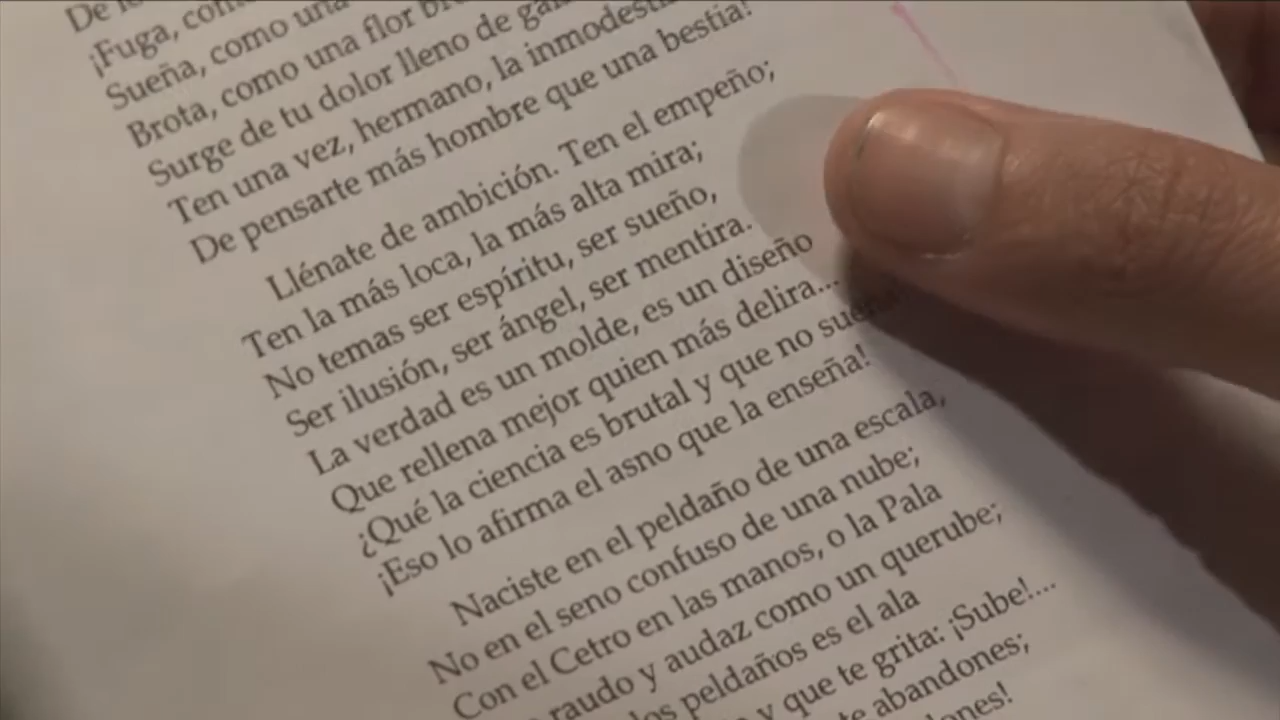 De
¡Fuga,
Sueña, como una
Brota, como una flor
Surge de tu dolor lleno de
Ten una vez, hermano, la
De pensarte más hombre que una bestia!
Llénate de ambición. Ten el empeño;
Ten la más loca, la más alta mira;
No temas ser espíritu, ser sueño,
Ser ilusión, ser ángel, ser mentira.
La verdad es un molde, es un diseño
Que rellena mejor quien más delira...
¿Qué la ciencia es brutal y que no
¡Eso lo afirma el asno que la enseña!
Naciste en el peldaño de una escala,
No en el seno confuso de una nube;
Con el Cetro en las manos, o la Pala
raudo y audaz como un querube;
peldaños es el ala
y que te grita: ¡Sube!....
te abandones;